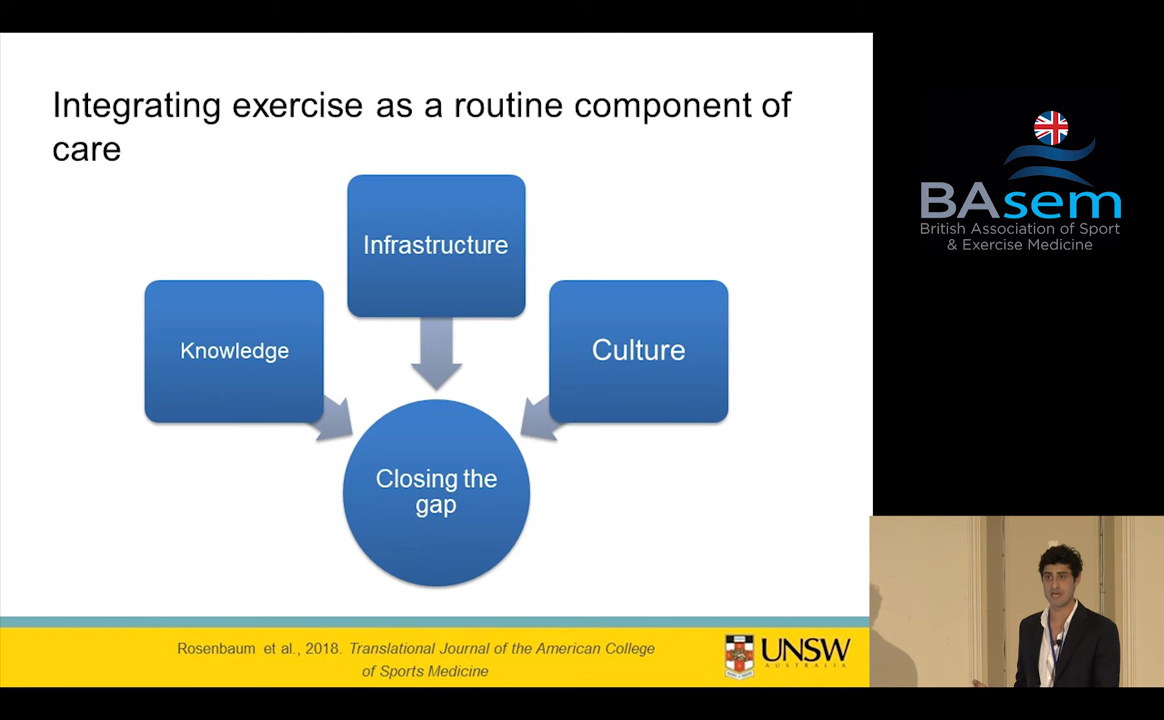 Integrating exercise as a routine component of
care
Infrastructure
Knowledge
Culture
Closing the
gap
Rosenbaum et al., 2018. Translational Journal of the American College
of Sports Medicine
UNSW
AUSTRALIA
BAsem
British Association of Sport
& Exercise Medicine